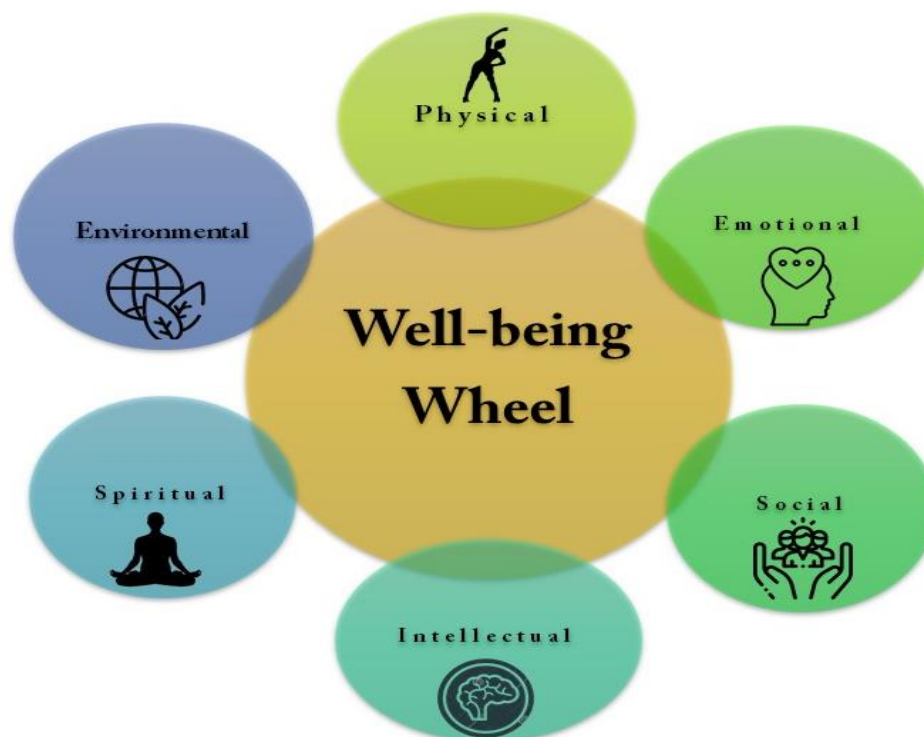 Physical
Environmental
Emotional
Well-being
Wheel
Spiritual
Social
Intellectual